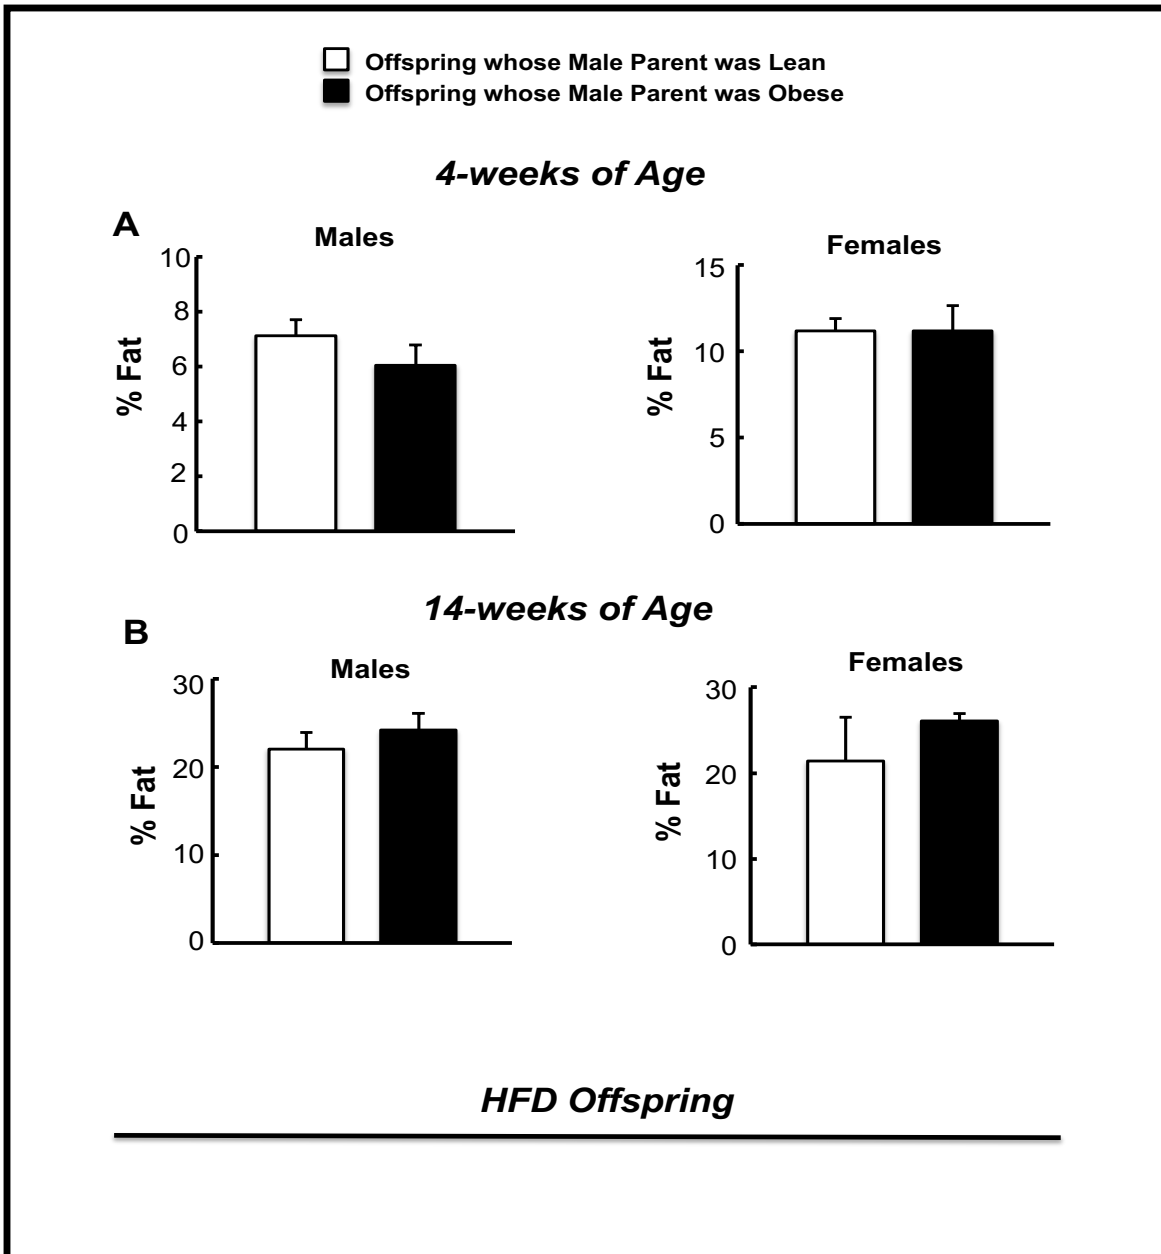 Offspring whose Male Parent was Lean
Offspring whose Male Parent was Obese
4-weeks of Age
A
Males
% Fat
10
8
6
4
2
0
Females
% Fat
15
10
5
0
14-weeks of Age
B
Males
% Fat
30
20
10
0
Females
% Fat
30
20
10
0
HFD Offspring